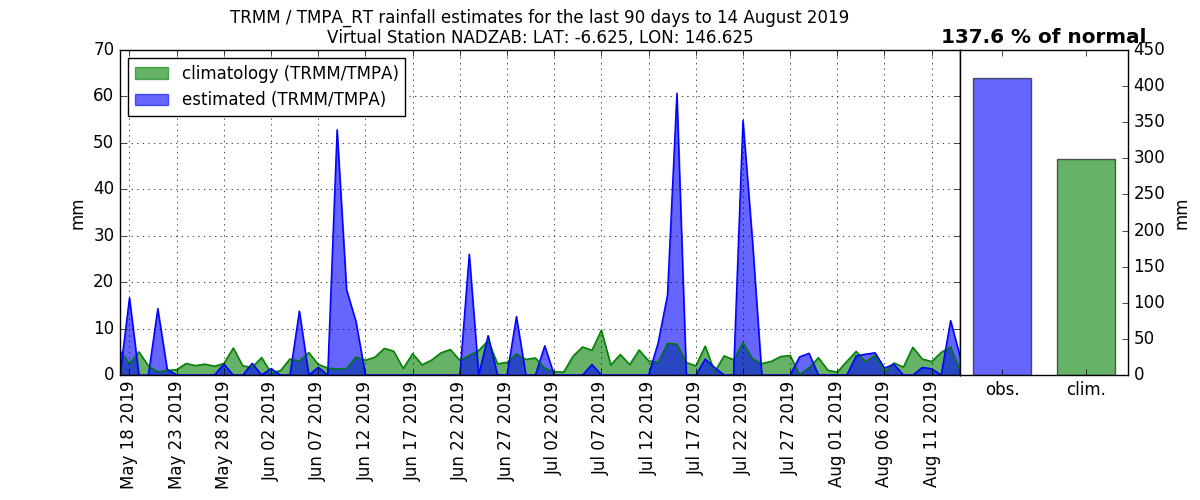 TRMM / TMPA_RT rainfall estimates for the last 90 days to 14 August 2019
Virtual Station NADZAB: LAT: -6.625, LON: 146.625
137.6 % of normal
climatology (TRMM/TMPA)
estimated (TRMM/TMPA)
mm
70
60
50
40
30
20
10
0
May 18 2019
May 23 2019
May 28 2019
Jun 02 2019
Jun 07 2019
Jun 12 2019
Jun 17 2019
Jun 22 2019
Jun 27 2019
Jul 02 2019
Jul 07 2019
Jul 12 2019
Jul 17 2019
Jul 22 2019
Jul 27 2019
Aug 01 2019
Aug 06 2019
Aug 11 2019
450
400
350
300
250
200
150
100
50
0
mm
obs.
clim.